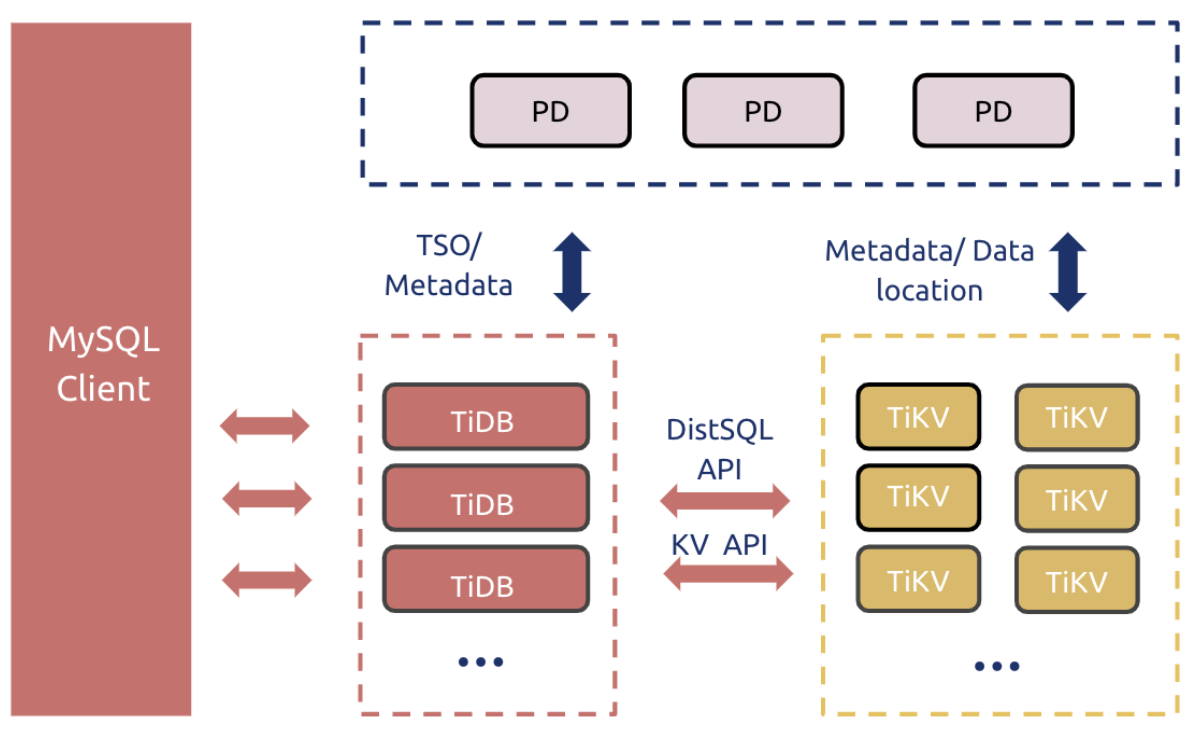 PD
PD
PD
TSO/
Metadata
Metadata/ Data
location
MySQL
Client
TiDB
TiDB
TiDB
...
DistSQL
API
KV API
TiKV
TiKV
TiKV
TiKV
TiKV
TiKV
...